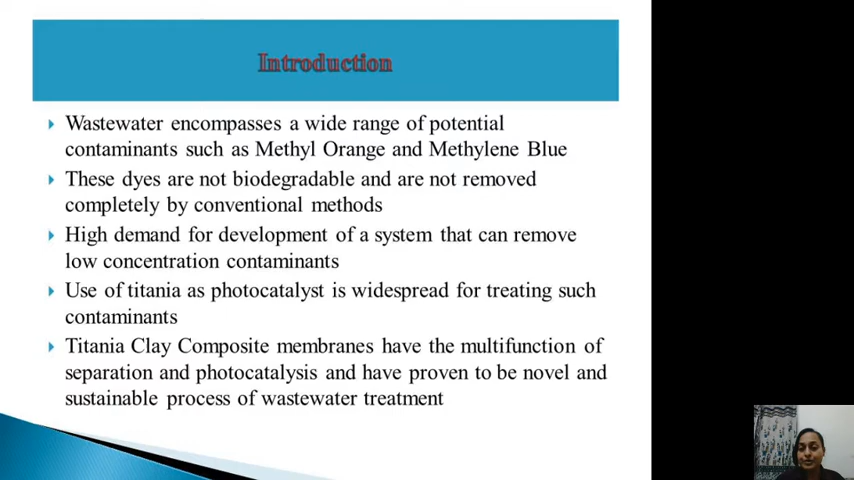 Introduction
Wastewater encompasses a wide range of potential
contaminants such as Methyl Orange and Methylene Blue
These dyes are not biodegradable and are not removed
completely by conventional methods
High demand for development of a system that can remove
low concentration contaminants
Use of titania as photocatalyst is widespread for treating such
contaminants
Titania Clay Composite membranes have the multifunction of
separation and photocatalysis and have proven to be novel and
sustainable process of wastewater treatment